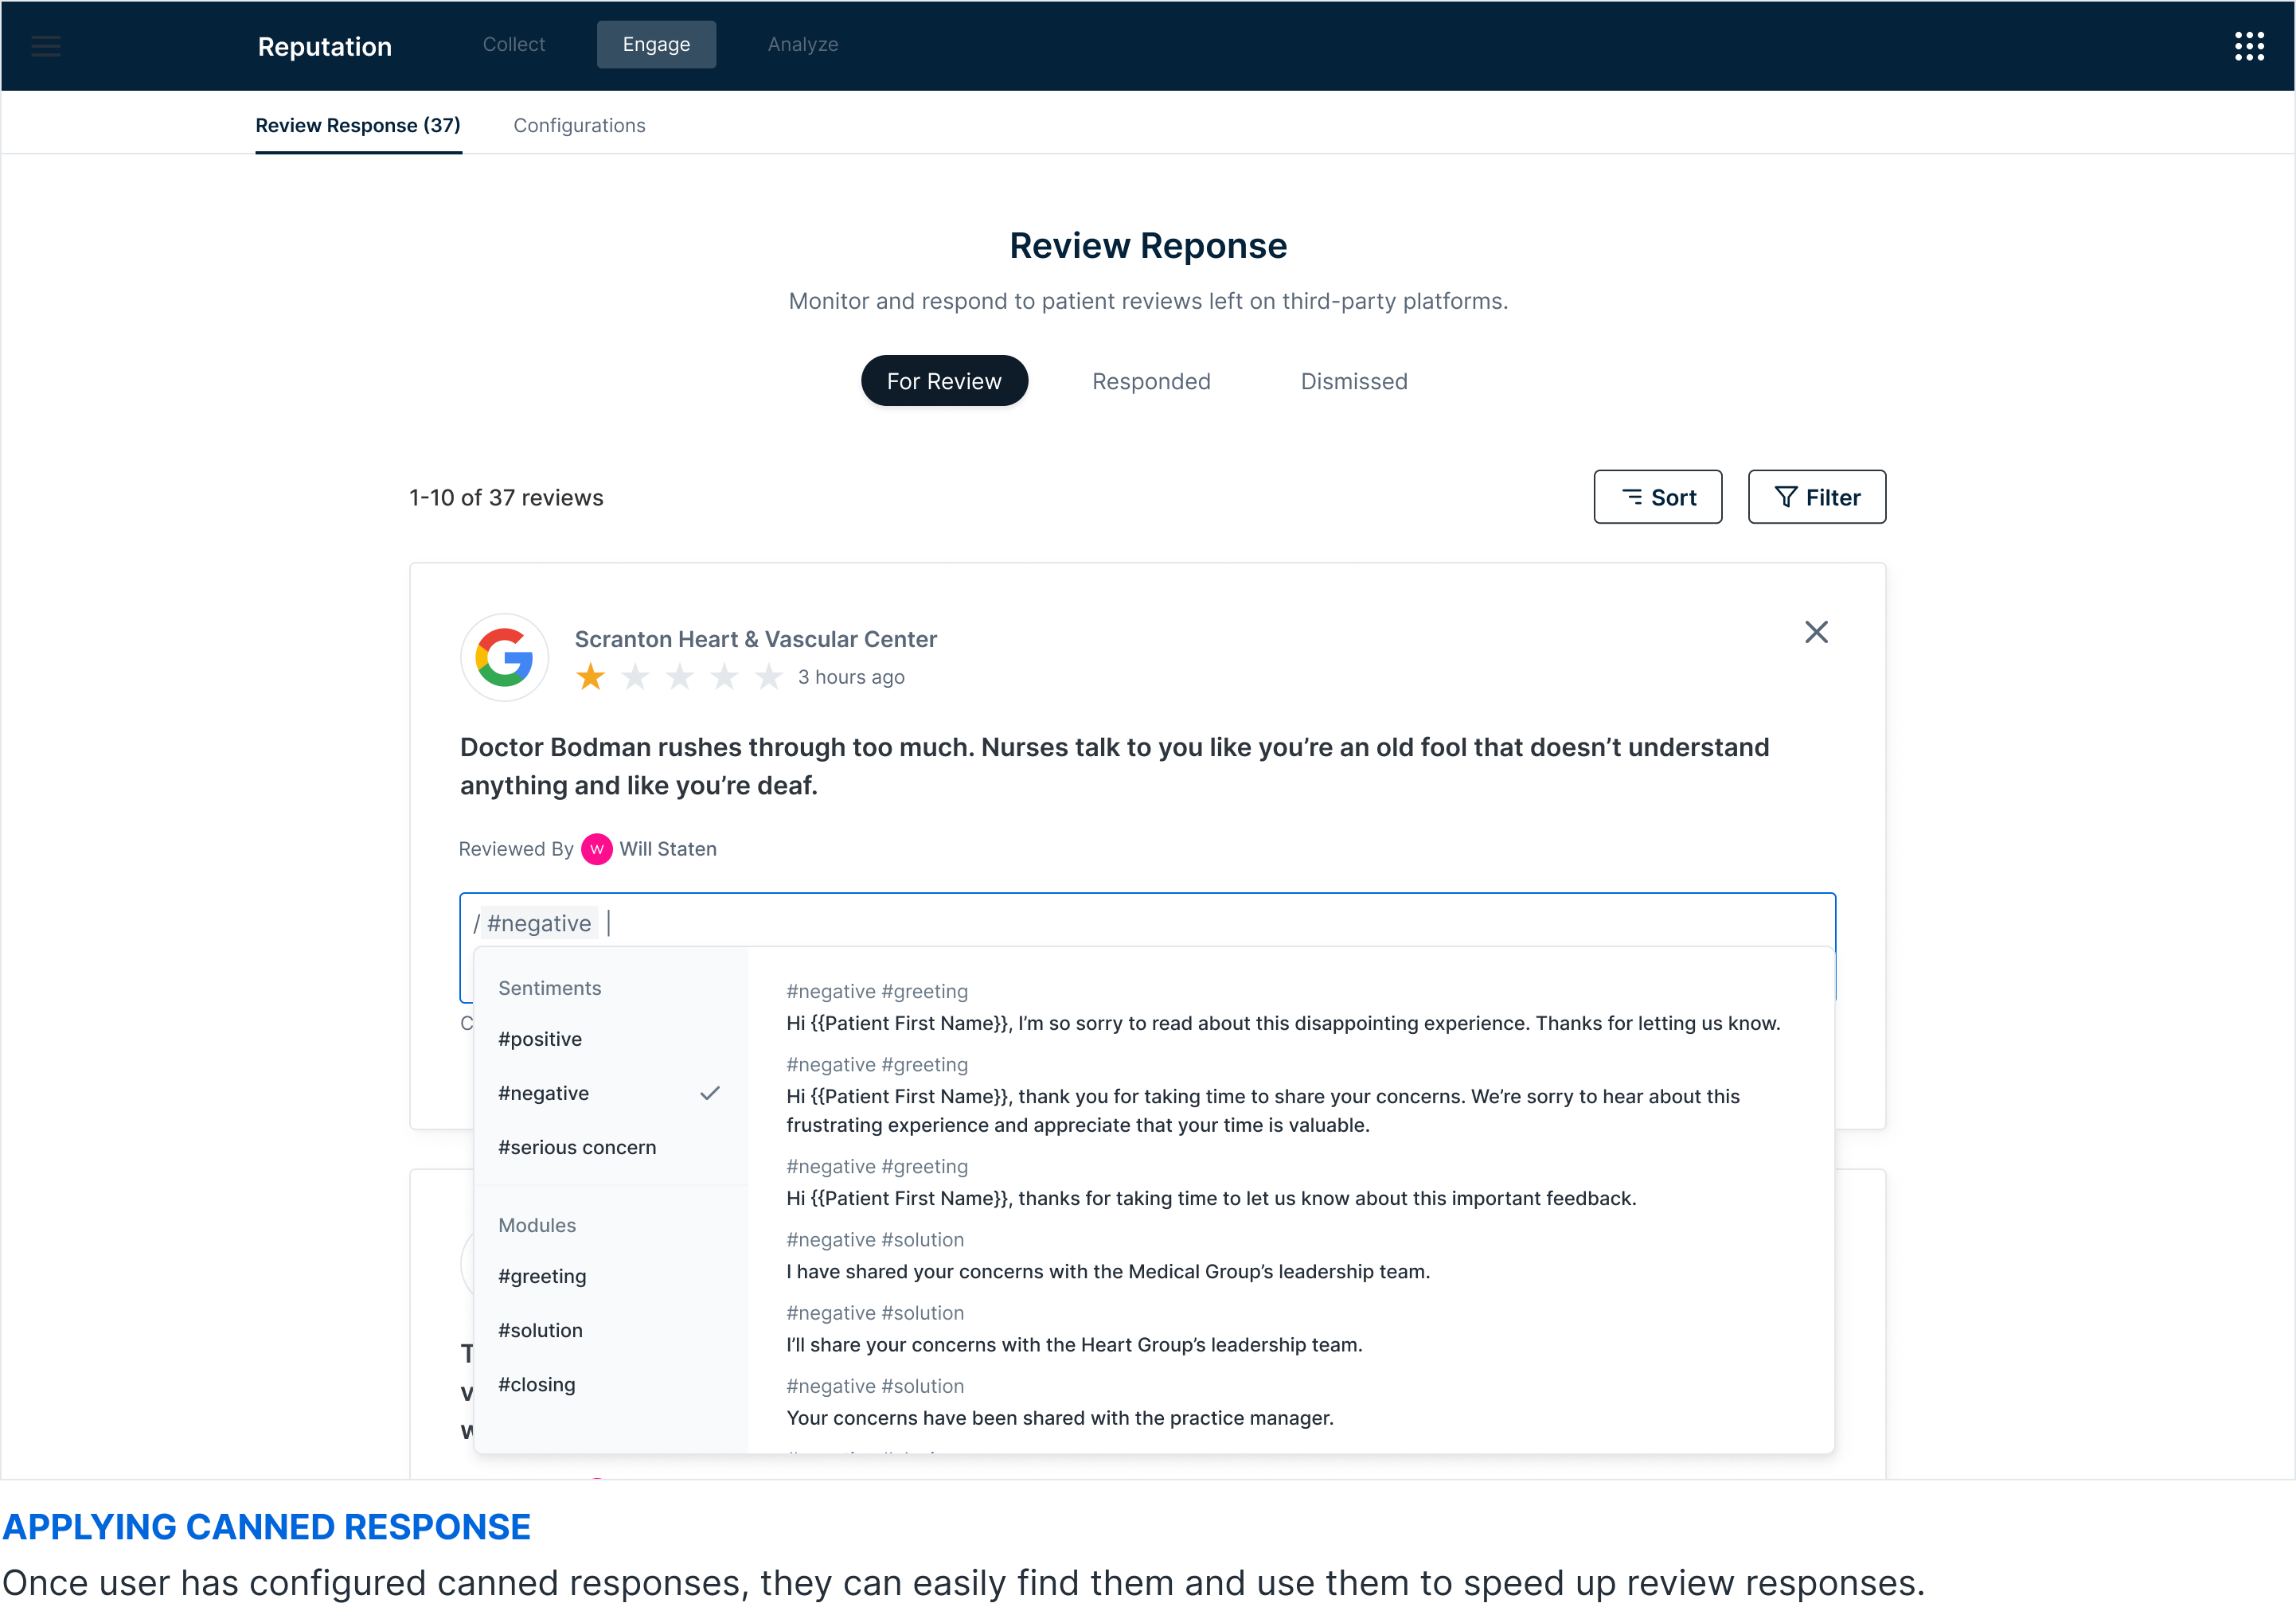 Reputation
Collect
Engage
Analyze
Review Response (37)
Configurations
Review Reponse
Monitor and respond to patient reviews left on third-party platforms.
For Review
Responded
Dismissed
1-10 of 37 reviews
Sort
Filter
Scranton Heart & Vascular Center
3 hours ago
Doctor Bodman rushes through too much. Nurses talk to you like you’re an old fool that doesn’t understand
anything and like you’re deaf.
Reviewed By W Will Staten
/ #negative
Sentiments
#positive
#negative
#serious concern
Modules
#greeting
#solution
#closing
#negative #greeting
Hi {{Patient First Name}}, I’m so sorry to read about this disappointing experience. Thanks for letting us know.
#negative #greeting
Hi {{Patient First Name}}, thank you for taking time to share your concerns. We’re sorry to hear about this
frustrating experience and appreciate that your time is valuable.
#negative #greeting
Hi {{Patient First Name}}, thanks for taking time to let us know about this important feedback.
#negative #solution
I have shared your concerns with the Medical Group’s leadership team.
#negative #solution
I’ll share your concerns with the Heart Group’s leadership team.
#negative #solution
Your concerns have been shared with the practice manager.
APPLYING CANNED RESPONSE
Once user has configured canned responses, they can easily find them and use them to speed up review responses.